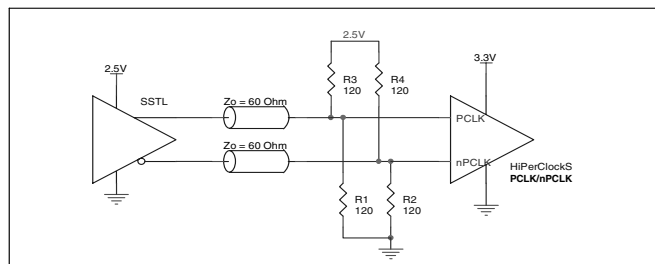 2.5V
2.5V
3.3V
SSTL
Zo = 60 Ohm
R3
120
R4
120
PCLK
Zo = 60 Ohm
nPCLK
HiPerClockS
PCLK/nPCLK
R1
120
R2
120